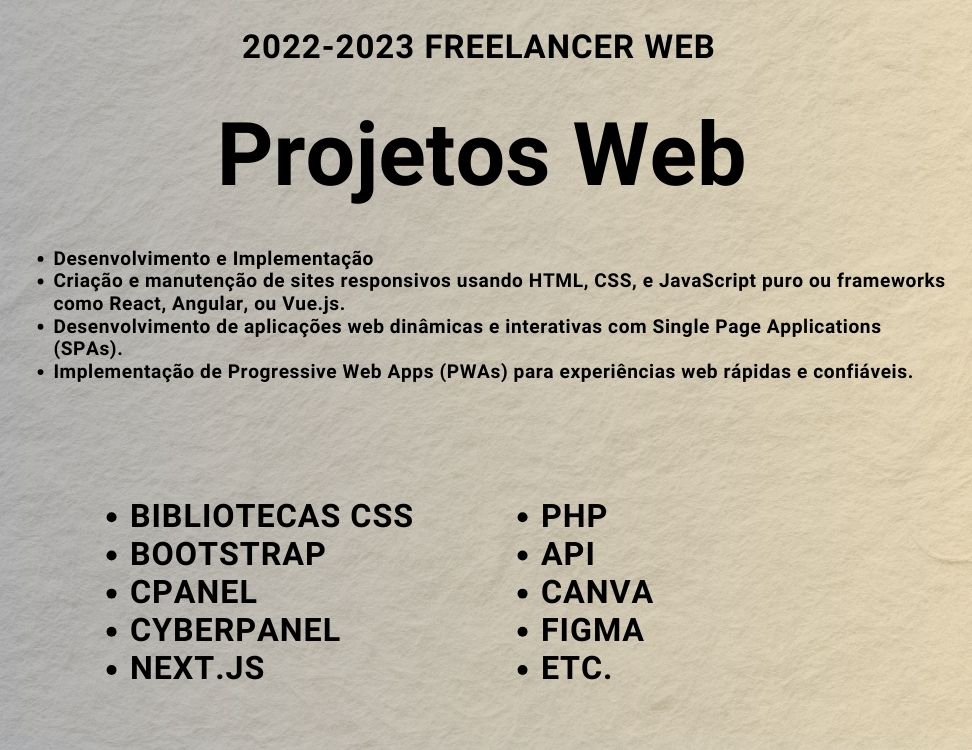 2022-2023 FREELANCER WEB
Projetos Web
• Desenvolvimento e Implementação
• Criação e manutenção de sites responsivos usando HTML, CSS, e JavaScript puro ou frameworks
como React, Angular, ou Vue.js.
• Desenvolvimento de aplicações web dinâmicas e interativas com Single Page Applications
(SPAs).
• Implementação de Progressive Web Apps (PWAs) para experiências web rápidas e confiáveis.
• BIBLIOTECAS CSS
• BOOTSTRAP
• CPANEL
• CYBERPANEL
• NEXT.JS
• PHP
• API
• CANVA
• FIGMA
• ETC.